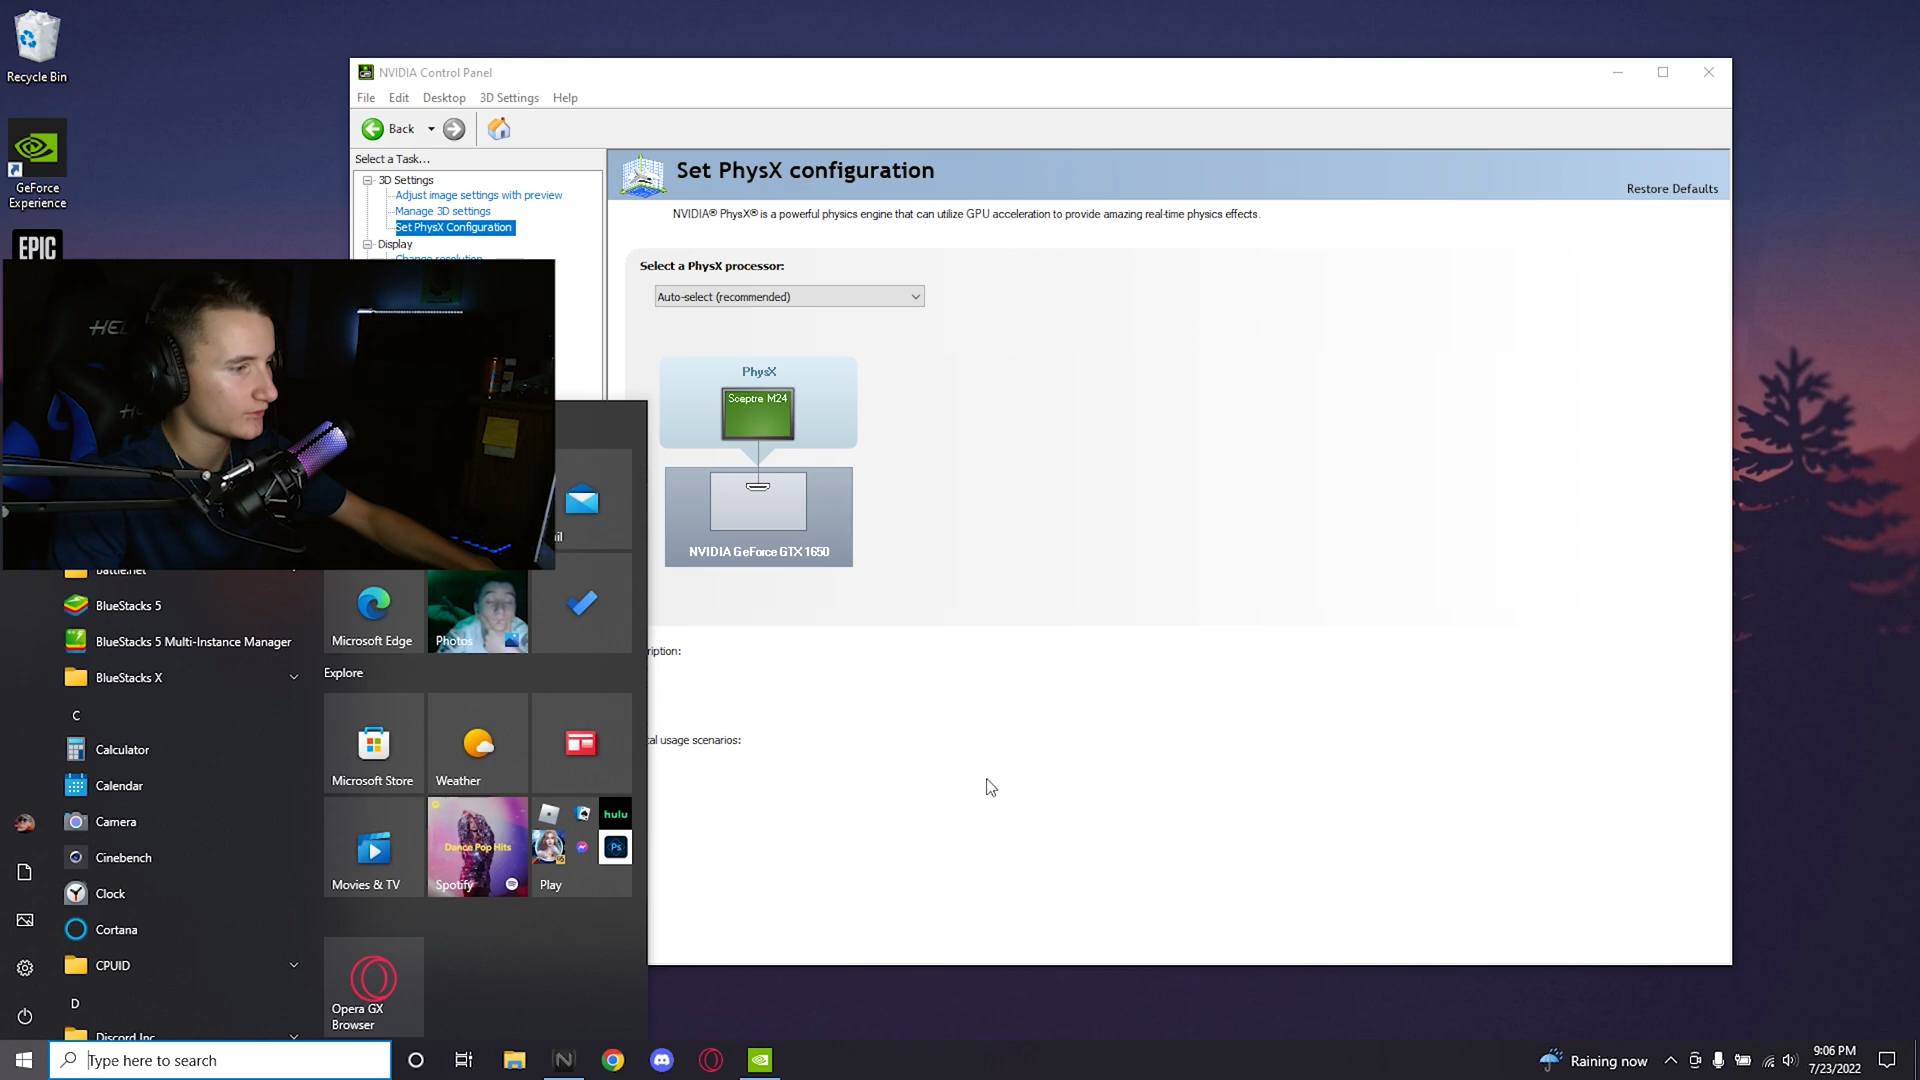 Recycle Bin
GeForce
Experience
EPIC
NVIDIA Control Panel
File Edit Desktop 3D Settings Help
Back
Select a Task...
3D Settings
Adjust image settings with preview
Manage 3D settings
Set PhysX Configuration
Display
Change resolution
Set PhysX configuration
Restore Defaults
NVIDIA® PhysX® is a powerful physics engine that can utilize GPU acceleration to provide amazing real-time physics effects.
Select a PhysX processor:
Auto-select (recommended)
PhysX
Sceptre M24
NVIDIA GeForce GTX 1650
ription:
cal usage scenarios:
Battle.net
BlueStacks 5
BlueStacks 5 Multi-Instance Manager
BlueStacks X
C
Calculator
Calendar
Camera
Cinebench
Clock
Cortana
CPUID
D
Discord Inc
il
Microsoft Edge
Photos
Explore
Microsoft Store
Weather
Movies & TV
Dance Pop Hits
Spotify
hulu
Ps
Play
Opera GX
Browser
Type here to search
Raining now
9:06 PM
7/23/2022